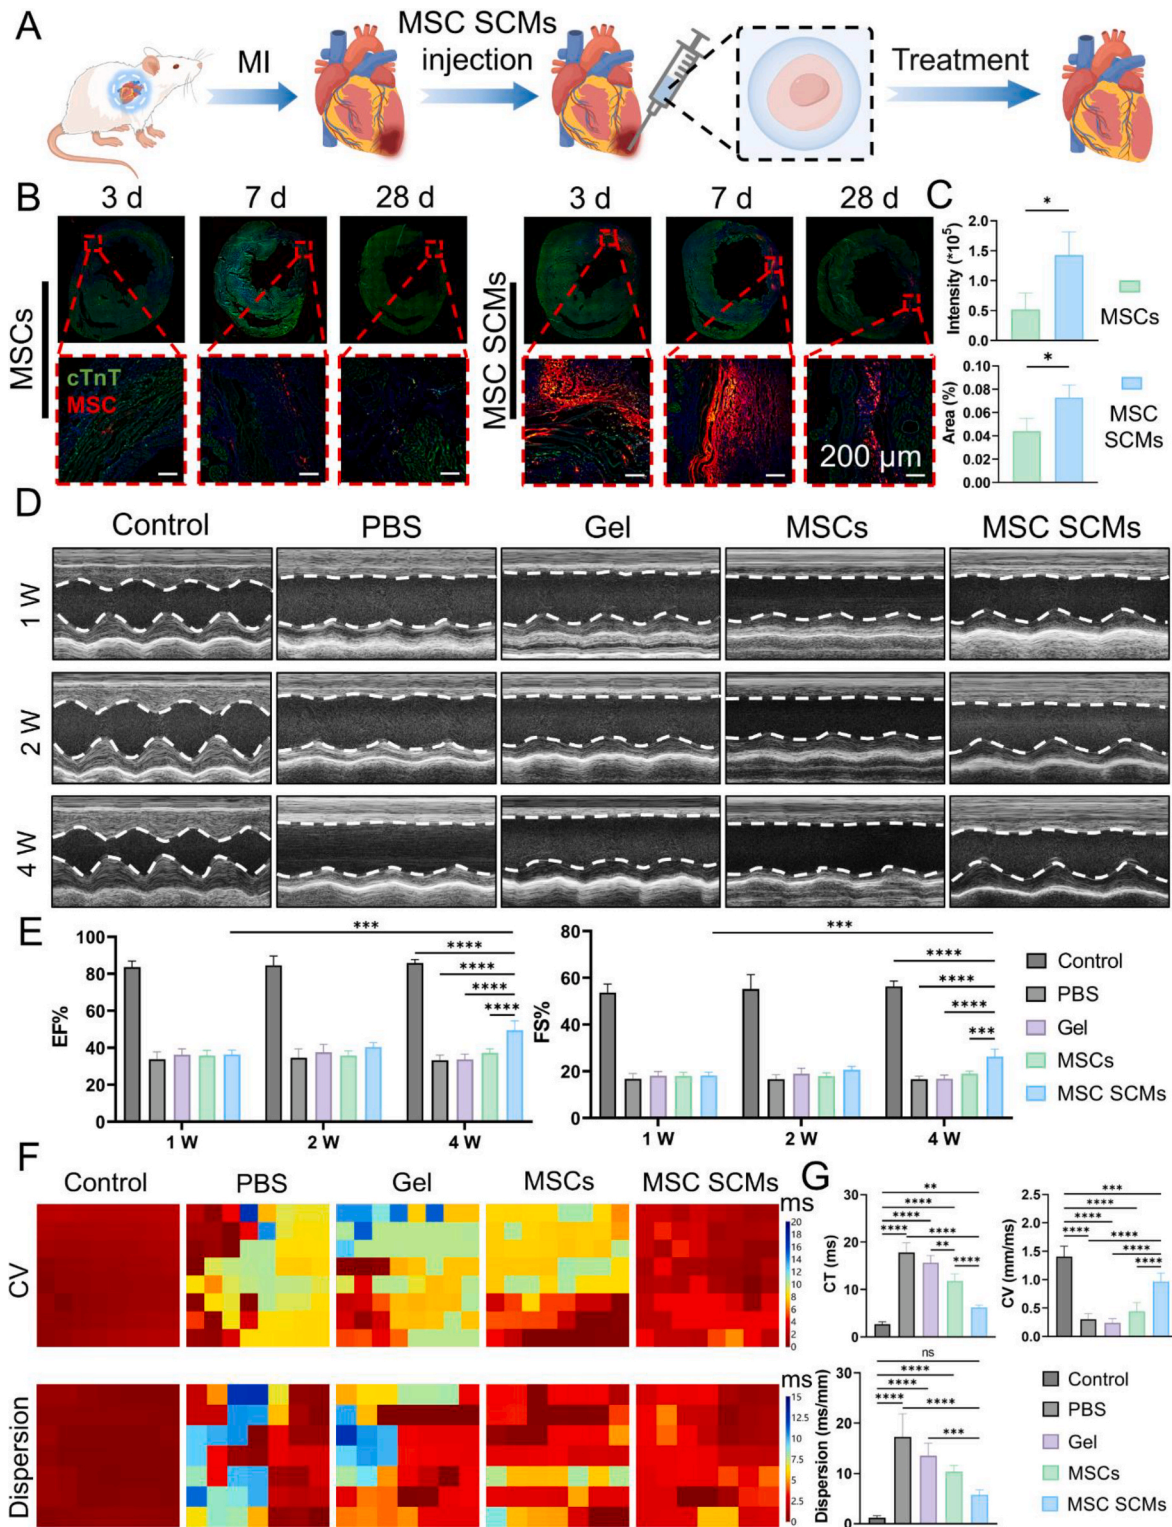 A
MI
MSC SCMs
injection
Treatment
B
3 d
7 d
28 d
3 d
7 d
28 d
MSCs
MSC SCMs
cTnT
MSC
200 μm
C
Intensity (*10⁵)
2.0
1.5
1.0
0.5
0.0
*
MSCs
Area (%)
0.10
0.08
0.06
0.04
0.02
0.00
*
MSC
SCMs
D
Control
PBS
Gel
MSCs
MSC SCMs
1 W
2 W
4 W
E
EF%
100
80
60
40
20
0
***
****
****
****
****
1 W
2 W
4 W
FS%
80
60
40
20
0
***
****
****
****
***
1 W
2 W
4 W
Control
PBS
Gel
MSCs
MSC SCMs
F
Control
PBS
Gel
MSCs
MSC SCMs
CV
ms
20
18
16
14
12
10
8
6
4
2
0
Dispersion
ms
15
12.5
10
7.5
5
2.5
0
G
CT (ms)
30
20
10
0
**
****
****
****
****
**
****
CV (mm/ms)
2.0
1.5
1.0
0.5
0.0
***
****
****
****
****
****
****
Dispersion (ms/mm)
30
20
10
0
ns
****
****
****
****
***
Control
PBS
Gel
MSCs
MSC SCMs